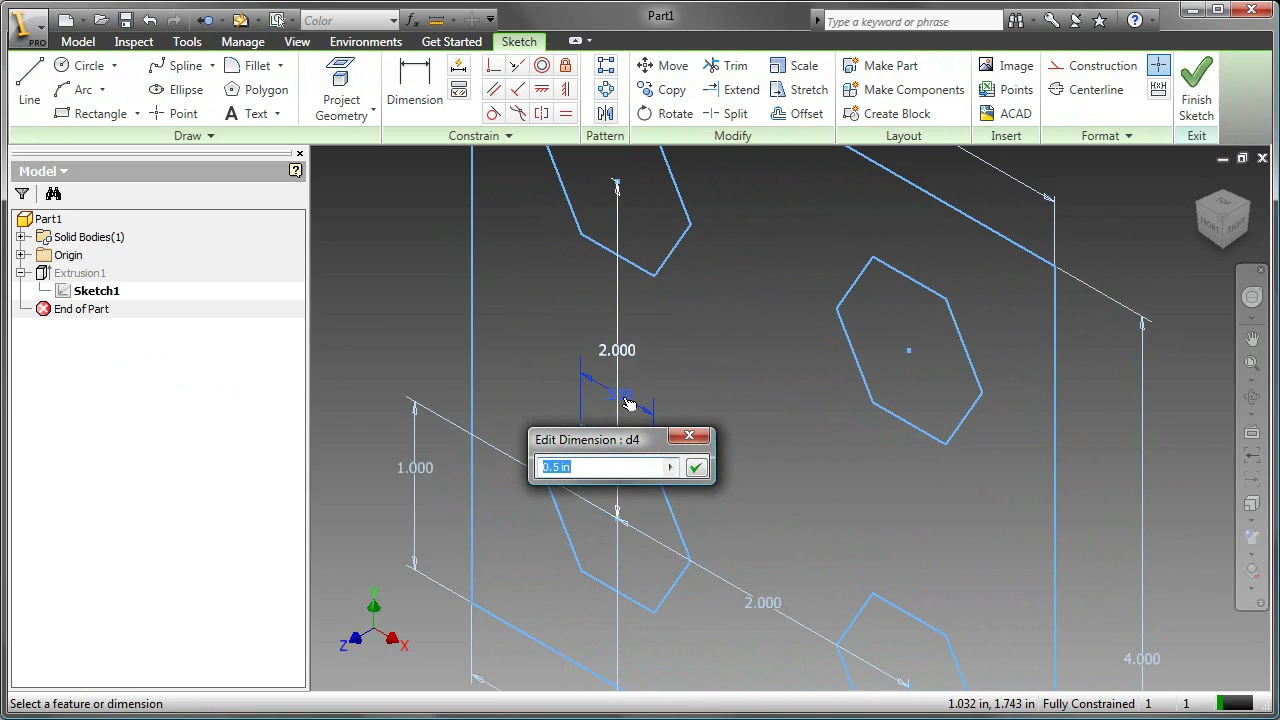 Color
Part1
Type a keyword or phrase
PRO
Model Inspect Tools Manage View Environments Get Started Sketch
Line
Circle
Arc
Rectangle
Spline
Ellipse
Point
Fillet
Polygon
Text
Project Geometry
Dimension
Move
Copy
Rotate
Trim
Extend
Split
Scale
Stretch
Offset
Make Part
Make Components
Create Block
Image
Points
ACAD
Construction
Centerline
Finish Sketch
Draw Constrain Pattern Modify Layout Insert Format Exit
Model
Part1
Solid Bodies(1)
Origin
Extrusion1
Sketch1
End of Part
TOP
FRONT
RIGHT
2.000
Edit Dimension : d4
0.5 in
1.000
2.000
4.000
Y
Z
X
Select a feature or dimension
1.032 in, 1.743 in Fully Constrained 1 1